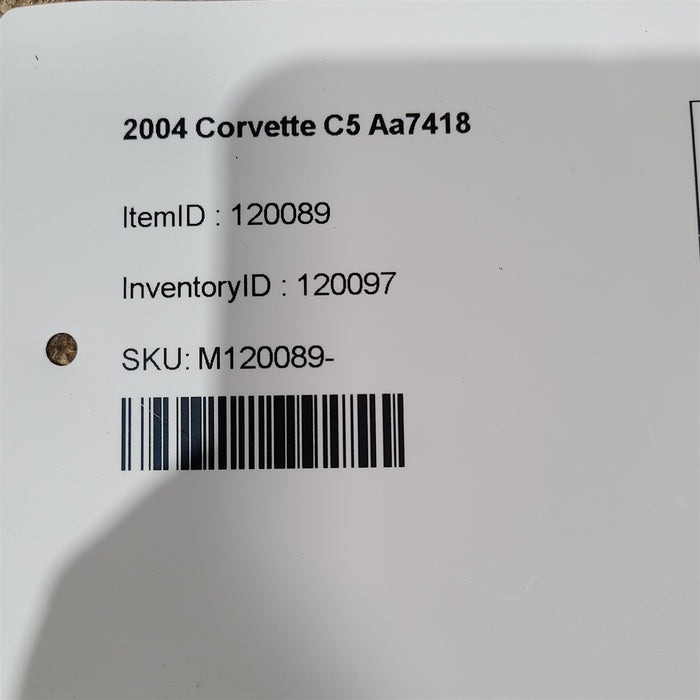 2004 Corvette C5 Aa7418
ItemID : 120089
InventoryID : 120097
SKU: M120089-